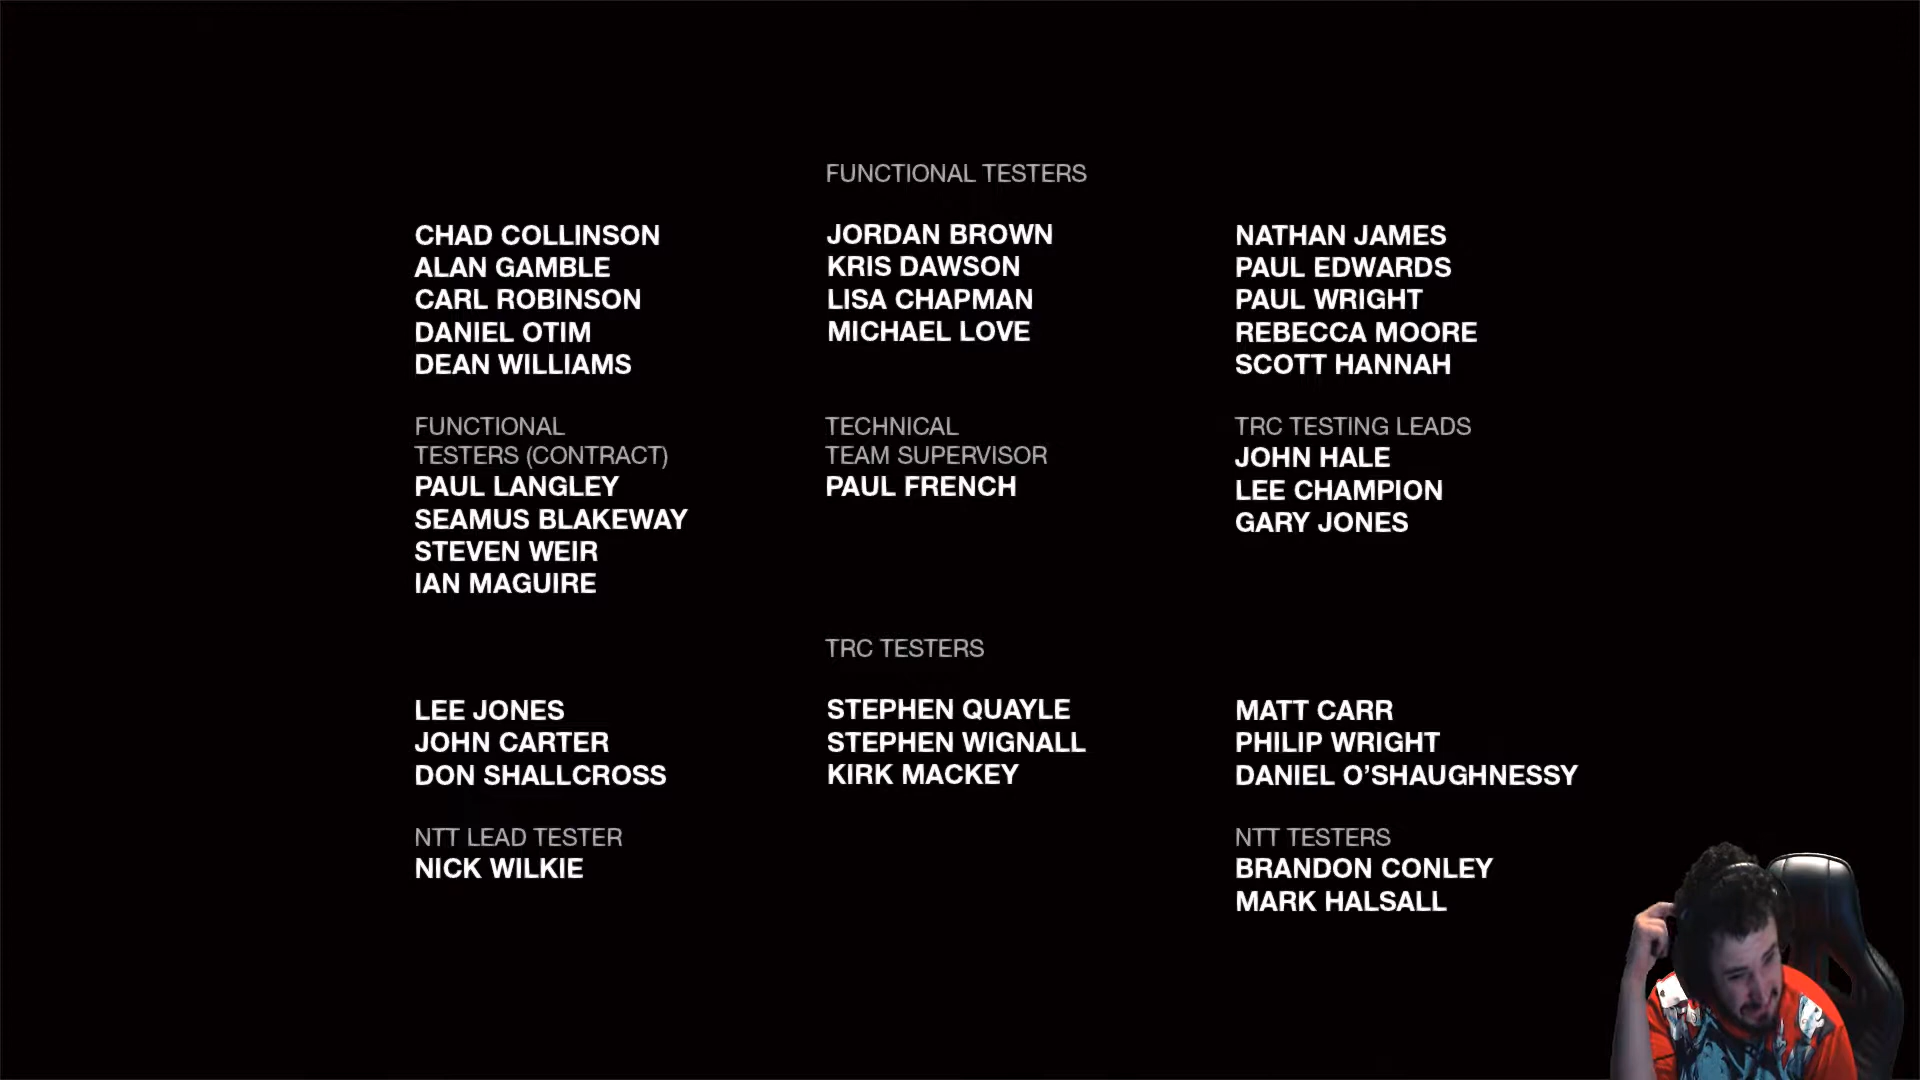 FUNCTIONAL TESTERS
CHAD COLLINSON
ALAN GAMBLE
CARL ROBINSON
DANIEL OTIM
DEAN WILLIAMS
JORDAN BROWN
KRIS DAWSON
LISA CHAPMAN
MICHAEL LOVE
NATHAN JAMES
PAUL EDWARDS
PAUL WRIGHT
REBECCA MOORE
SCOTT HANNAH
FUNCTIONAL
TESTERS (CONTRACT)
PAUL LANGLEY
SEAMUS BLAKEWAY
STEVEN WEIR
IAN MAGUIRE
TECHNICAL
TEAM SUPERVISOR
PAUL FRENCH
TRC TESTING LEADS
JOHN HALE
LEE CHAMPION
GARY JONES
TRC TESTERS
LEE JONES
JOHN CARTER
DON SHALLCROSS
STEPHEN QUAYLE
STEPHEN WIGNALL
KIRK MACKEY
MATT CARR
PHILIP WRIGHT
DANIEL O’SHAUGHNESSY
NTT LEAD TESTER
NICK WILKIE
NTT TESTERS
BRANDON CONLEY
MARK HALSALL